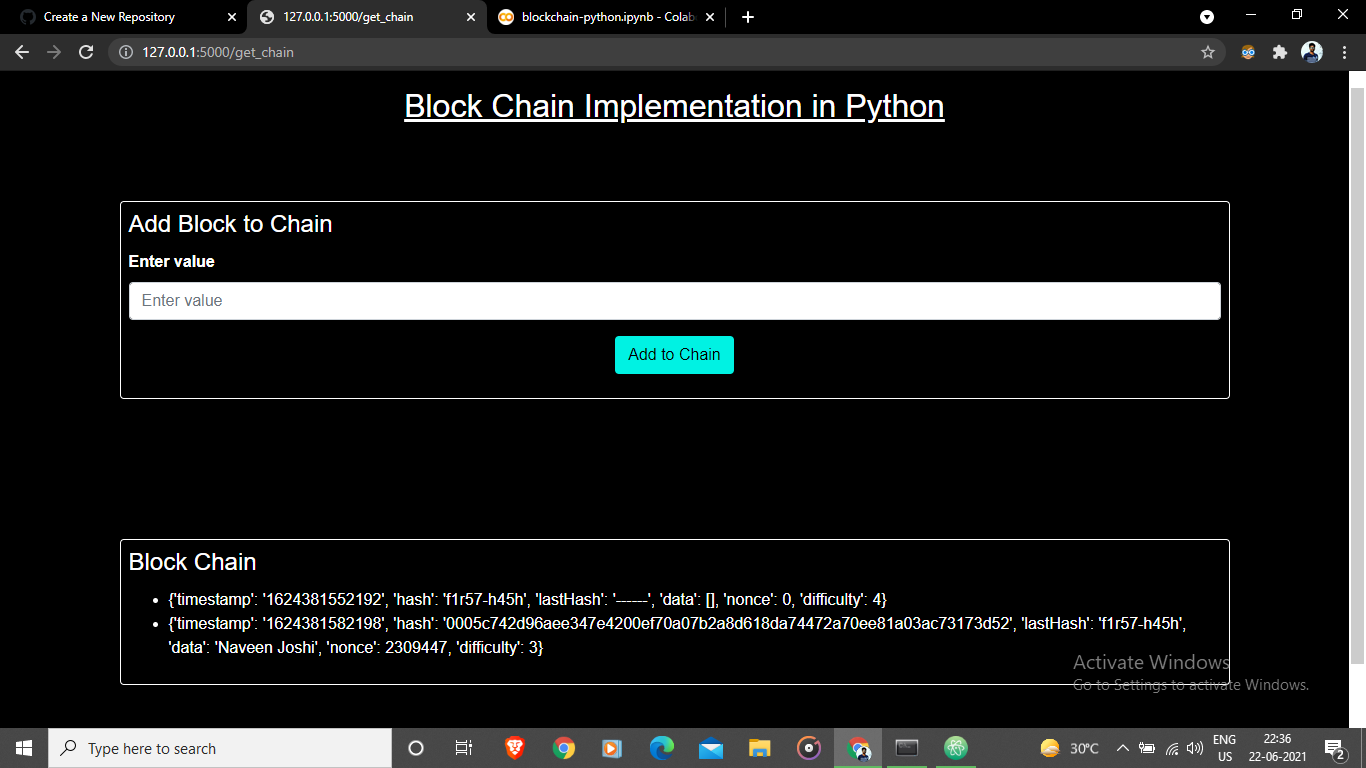 Create a New Repository
127.0.0.1:5000/get_chain
blockchain-python.ipynb - Colab
127.0.0.1:5000/get_chain
Block Chain Implementation in Python
Add Block to Chain
Enter value
Enter value
Add to Chain
Block Chain
{'timestamp': '1624381552192', 'hash': 'f1r57-h45h', 'lastHash': '------', 'data': [], 'nonce': 0, 'difficulty': 4}
{'timestamp': '1624381582198', 'hash': '0005c742d96aee347e4200ef70a07b2a8d618da74472a70ee81a03ac73173d52', 'lastHash': 'f1r57-h45h',
'data': 'Naveen Joshi', 'nonce': 2309447, 'difficulty': 3}
Activate Windows
Go to Settings to activate Windows.
Type here to search
30°C
ENG
US
22:36
22-06-2021
2